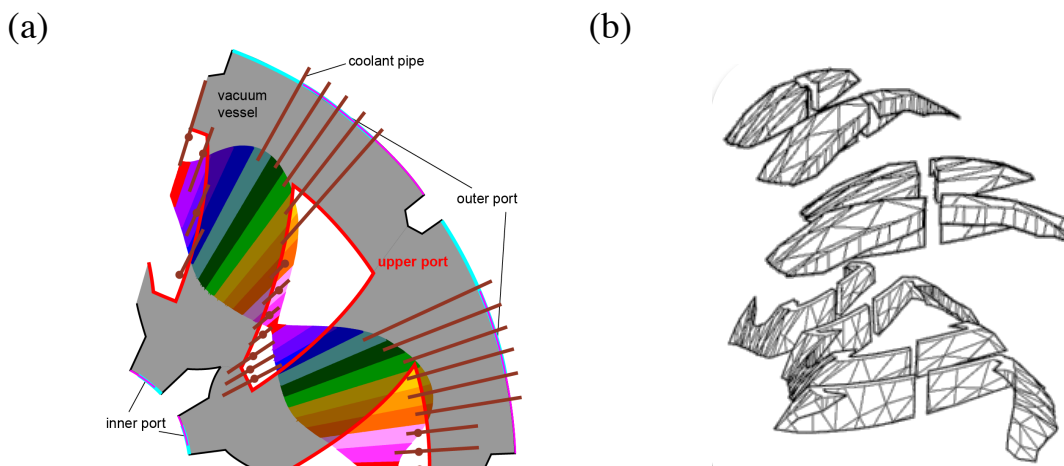 (a)
(b)
coolant pipe
vacuum
vessel
outer port
upper port
inner port